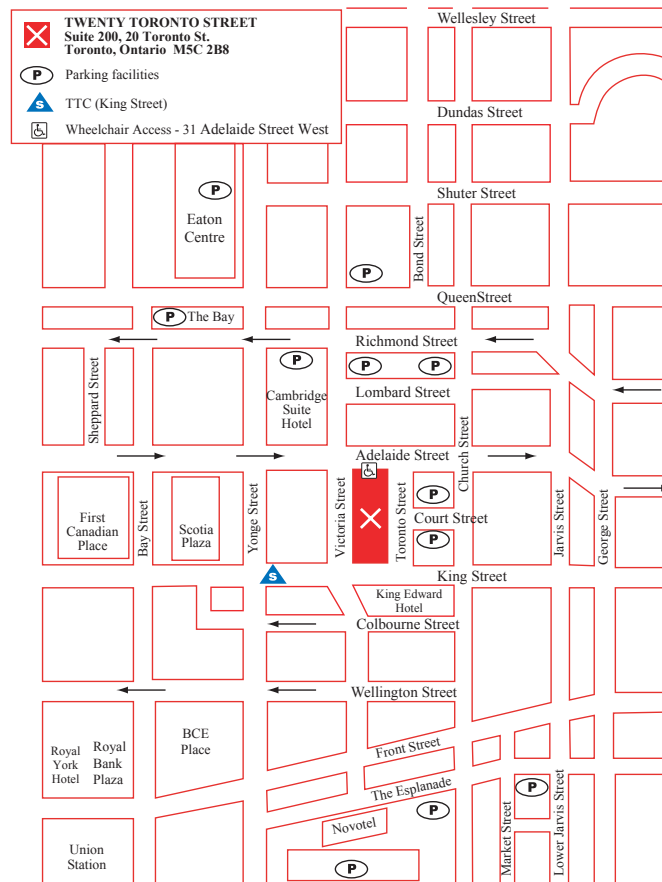 TWENTY TORONTO STREET
Suite 200, 20 Toronto St.
Toronto, Ontario M5C 2B8
P Parking facilities
S TTC (King Street)
Wheelchair Access - 31 Adelaide Street West
Wellesley Street
Dundas Street
Shuter Street
P
Eaton
Centre
Bond Street
P
QueenStreet
P The Bay
Richmond Street
P
P
P
Sheppard Street
Cambridge
Suite
Hotel
Lombard Street
Church Street
Adelaide Street
First
Canadian
Place
Bay Street
Scotia
Plaza
Yonge Street
Victoria Street
Toronto Street
P
Court Street
P
Jarvis Street
George Street
S
King Street
King Edward
Hotel
Colbourne Street
Wellington Street
Royal
York
Hotel
Royal
Bank
Plaza
BCE
Place
Front Street
The Esplanade
P
P
Novotel
Market Street
Lower Jarvis Street
Union
Station
P